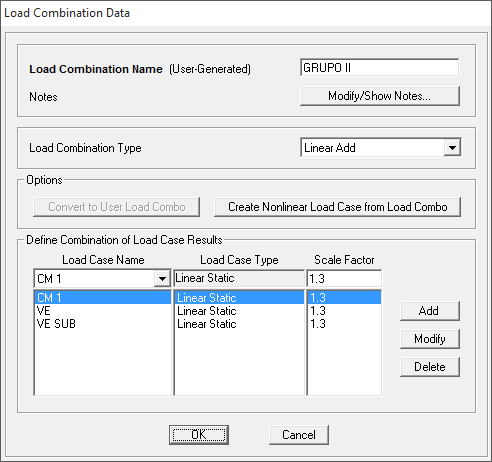 Load Combination Data
Load Combination Name (User-Generated) GRUPO II
Notes Modify/Show Notes...
Load Combination Type Linear Add
Options
Convert to User Load Combo Create Nonlinear Load Case from Load Combo
Define Combination of Load Case Results
Load Case Name Load Case Type Scale Factor
CM 1 Linear Static 1.3
CM 1 Linear Static 1.3
VE Linear Static 1.3
VE SUB Linear Static 1.3
Add
Modify
Delete
OK Cancel